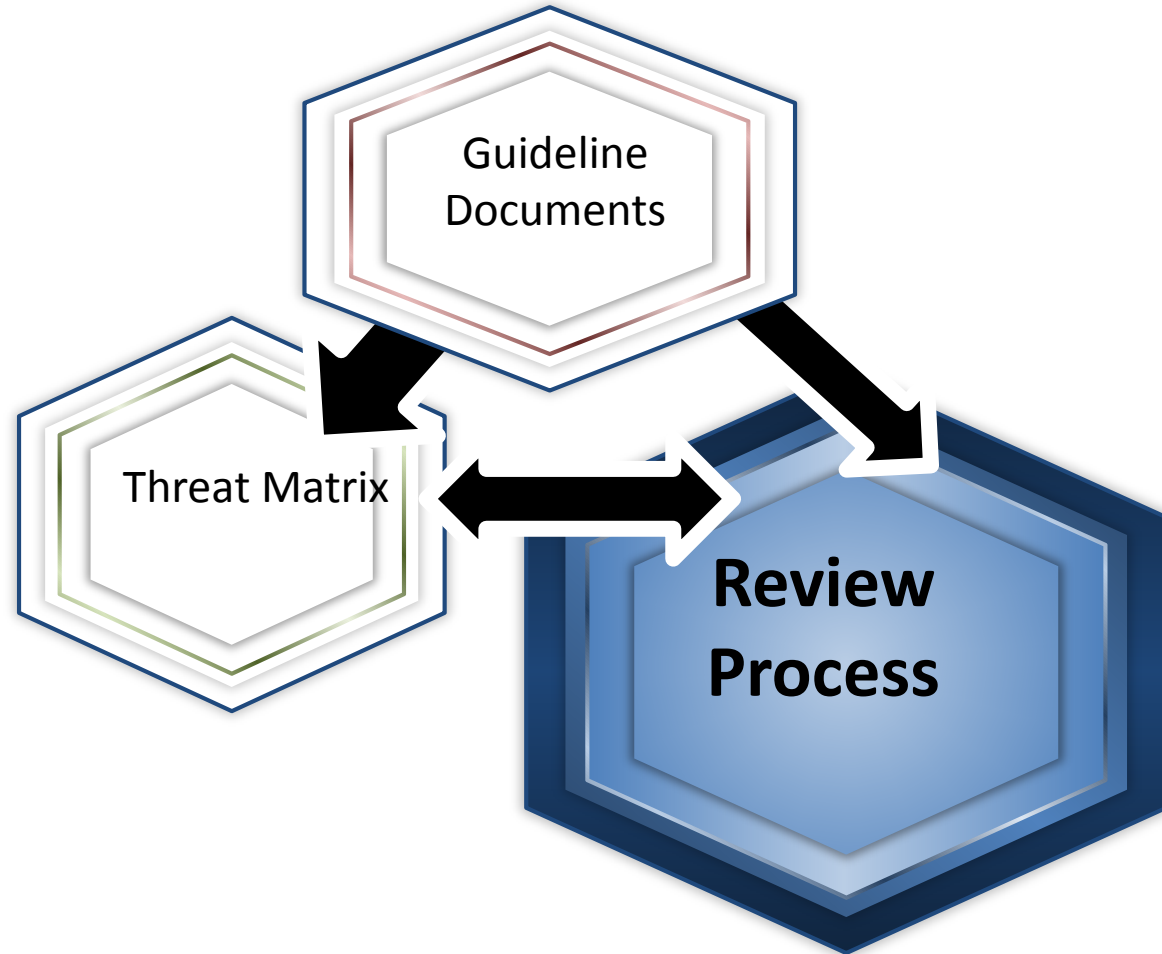 Guideline
Documents
Threat Matrix
Review
Process